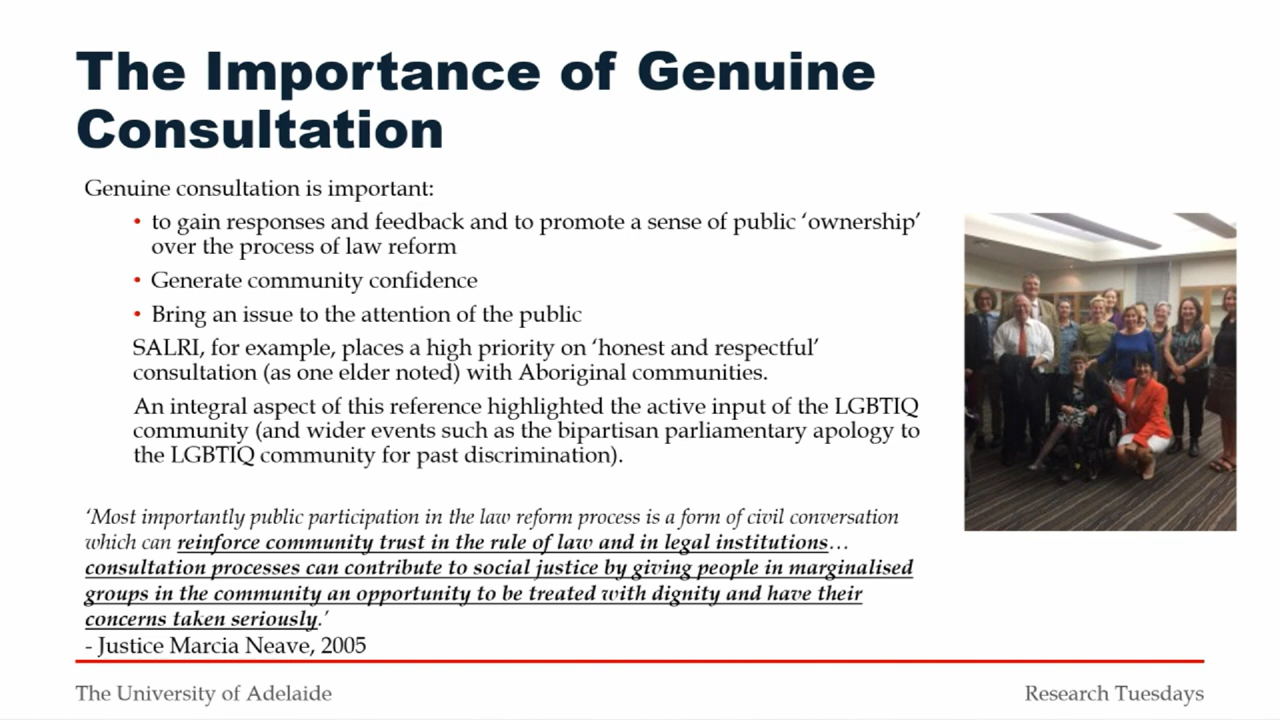 The Importance of Genuine
Consultation
Genuine consultation is important:
• to gain responses and feedback and to promote a sense of public ‘ownership’
over the process of law reform
• Generate community confidence
• Bring an issue to the attention of the public
SALRI, for example, places a high priority on ‘honest and respectful’
consultation (as one elder noted) with Aboriginal communities.
An integral aspect of this reference highlighted the active input of the LGBTIQ
community (and wider events such as the bipartisan parliamentary apology to
the LGBTIQ community for past discrimination).
‘Most importantly public participation in the law reform process is a form of civil conversation
which can reinforce community trust in the rule of law and in legal institutions…
consultation processes can contribute to social justice by giving people in marginalised
groups in the community an opportunity to be treated with dignity and have their
concerns taken seriously.’
- Justice Marcia Neave, 2005
The University of Adelaide
Research Tuesdays